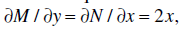 ∂M / ∂y = ∂N / ∂x = 2x,